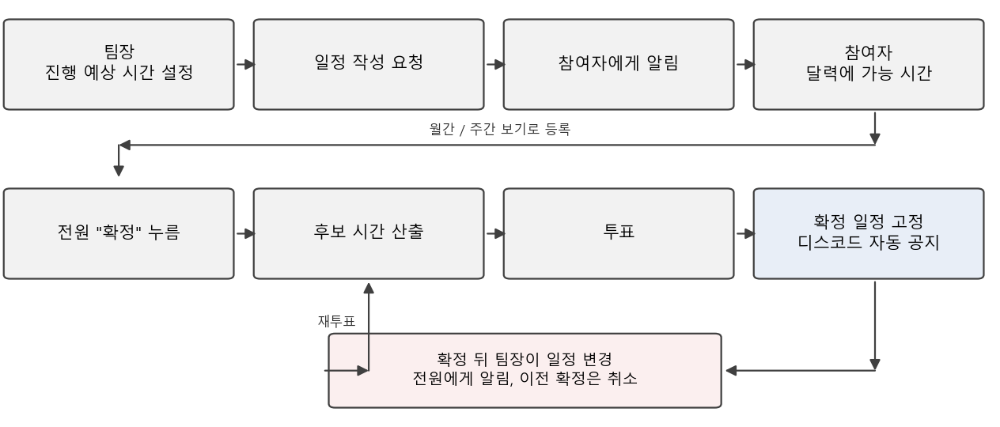 팀장
진행 예상 시간 설정
일정 작성 요청
참여자에게 알림
참여자
달력에 가능 시간
월간 / 주간 보기로 등록
전원 "확정" 누름
후보 시간 산출
투표
확정 일정 고정
디스코드 자동 공지
재투표
확정 뒤 팀장이 일정 변경
전원에게 알림, 이전 확정은 취소